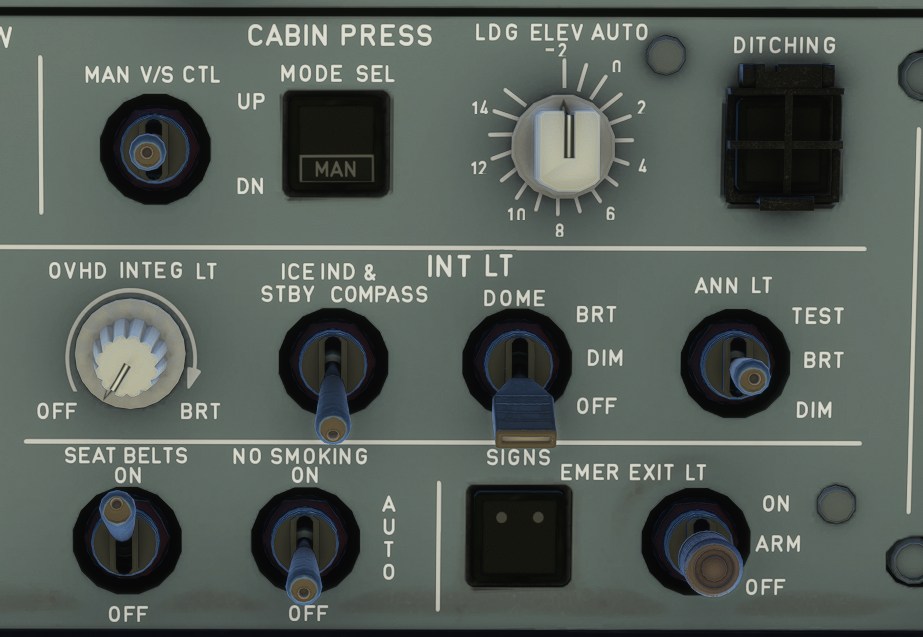 W
CABIN PRESS
LDG ELEV AUTO
-2
0
2
4
6
8
10
12
14
DITCHING
MAN V/S CTL
UP
DN
MODE SEL
MAN
OVHD INTEG LT
OFF
BRT
INT LT
ICE IND &
STBY COMPASS
DOME
BRT
DIM
OFF
ANN LT
TEST
BRT
DIM
SEAT BELTS
ON
OFF
NO SMOKING
ON
AUTO
OFF
SIGNS
EMER EXIT LT
ON
ARM
OFF